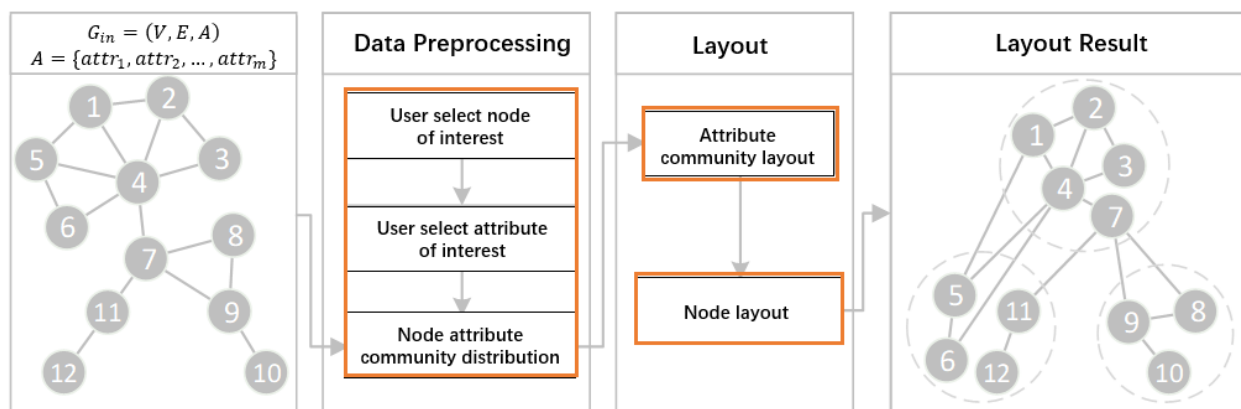 G_in = (V, E, A)
A = {attr_1, attr_2, ..., attr_m}
1
2
5
3
4
6
8
7
11
9
12
10
Data Preprocessing
User select node
of interest
User select attribute
of interest
Node attribute
community distribution
Layout
Attribute
community layout
Node layout
Layout Result
2
1
3
4
7
5
11
8
9
6
12
10